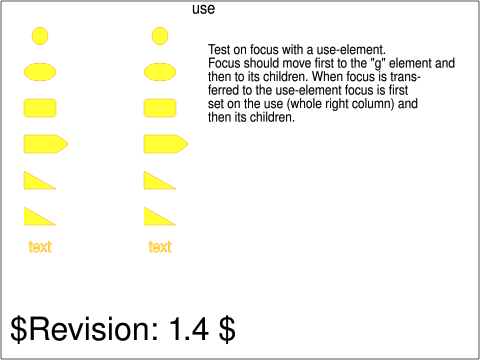 use
Test on focus with a use-element.
Focus should move first to the "g" element and
then to its children. When focus is trans-
ferred to the use-element focus is first
set on the use (whole right column) and
then its children.
text text
$Revision: 1.4 $